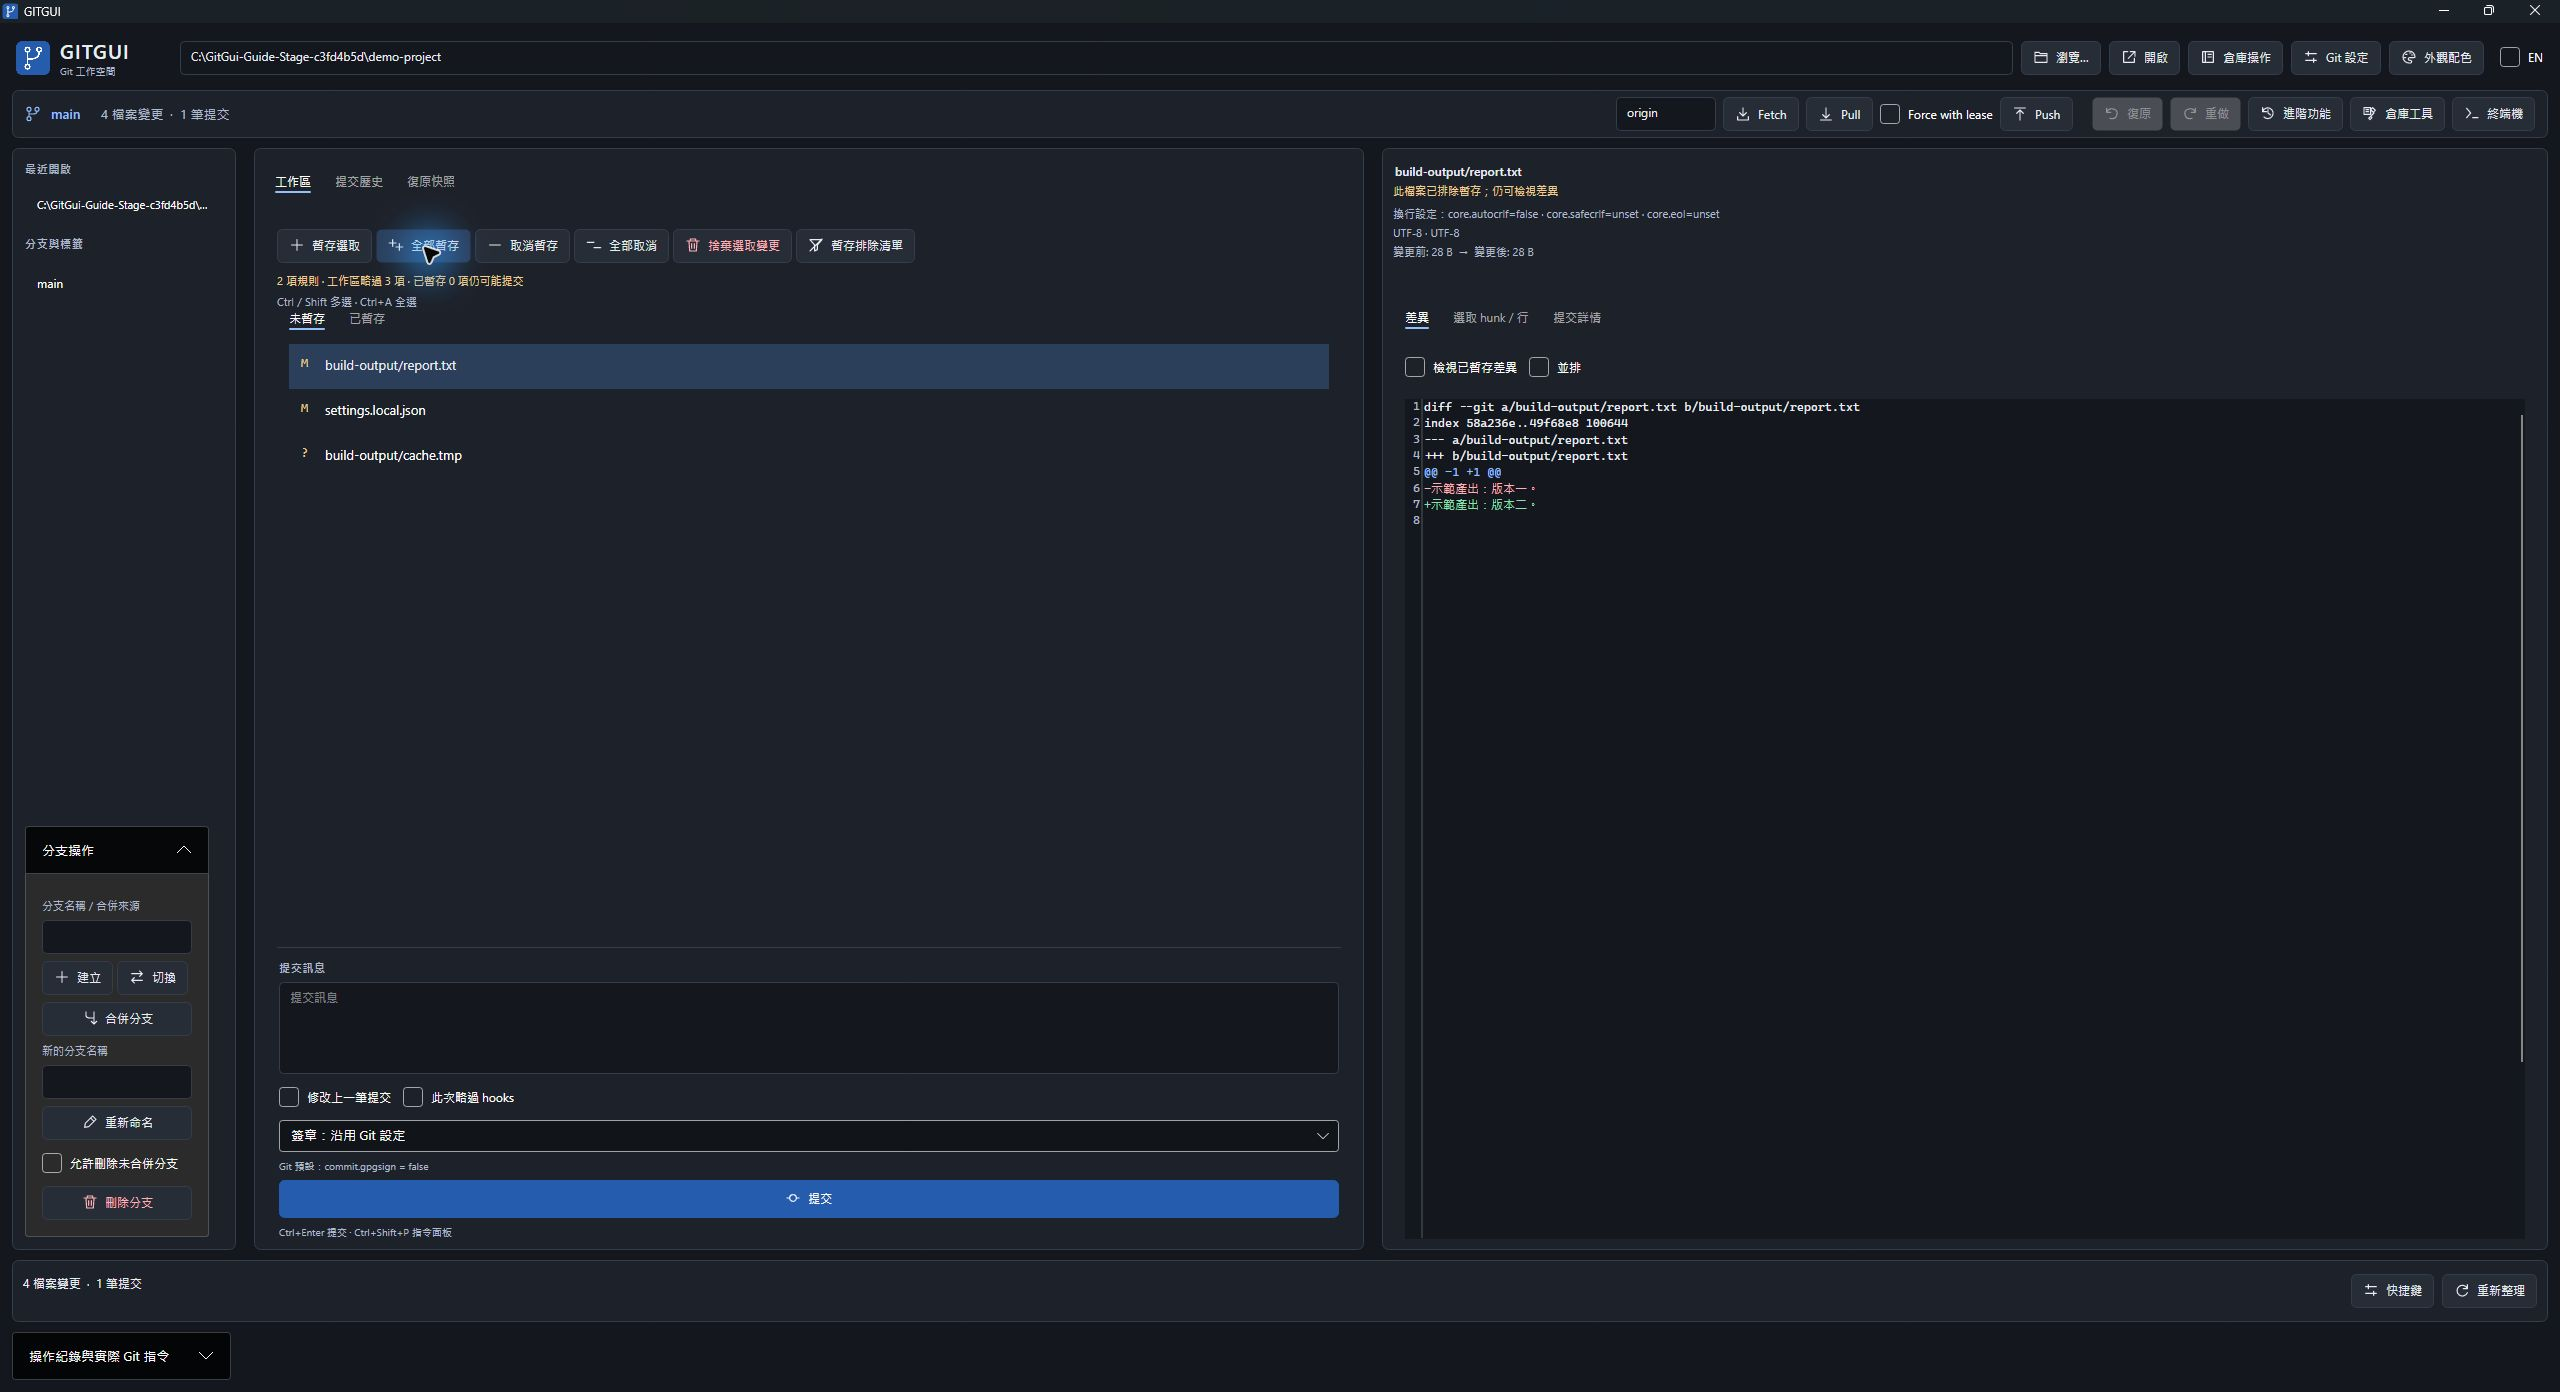 GITGUI
GITGUI
Git 工作空間
C:\GitGui-Guide-Stage-c3fd4b5d\demo-project
瀏覽...
開啟
倉庫操作
Git 設定
外觀配色
EN
main
4 檔案變更 · 1 筆提交
origin
Fetch
Pull
Force with lease
Push
復原
重做
進階功能
倉庫工具
終端機
最近開啟
C:\GitGui-Guide-Stage-c3fd4b5d\...
分支與標籤
main
分支操作
分支名稱 / 合併來源
建立
切換
合併分支
新的分支名稱
重新命名
允許刪除未合併分支
刪除分支
工作區
提交歷史
復原快照
暫存選取
全部暫存
取消暫存
全部取消
捨棄選取變更
暫存排除清單
2 項規則 · 工作區略過 3 項 · 已暫存 0 項仍可能提交
Ctrl / Shift 多選 · Ctrl+A 全選
未暫存
已暫存
M build-output/report.txt
M settings.local.json
? build-output/cache.tmp
提交訊息
提交訊息
修改上一筆提交
此次略過 hooks
簽章：沿用 Git 設定
Git 預設：commit.gpgsign = false
提交
Ctrl+Enter 提交 · Ctrl+Shift+P 指令面板
build-output/report.txt
此檔案已排除暫存；仍可檢視差異
換行設定：core.autocrlf=false · core.safecrlf=unset · core.eol=unset
UTF-8 · UTF-8
變更前: 28 B → 變更後: 28 B
差異
選取 hunk / 行
提交詳情
檢視已暫存差異
並排
1 diff --git a/build-output/report.txt b/build-output/report.txt
2 index 58a236e..49f68e8 100644
3 --- a/build-output/report.txt
4 +++ b/build-output/report.txt
5 @@ -1 +1 @@
6 -示範產出：版本一。
7 +示範產出：版本二。
8
4 檔案變更 · 1 筆提交
快捷鍵
重新整理
操作紀錄與實際 Git 指令